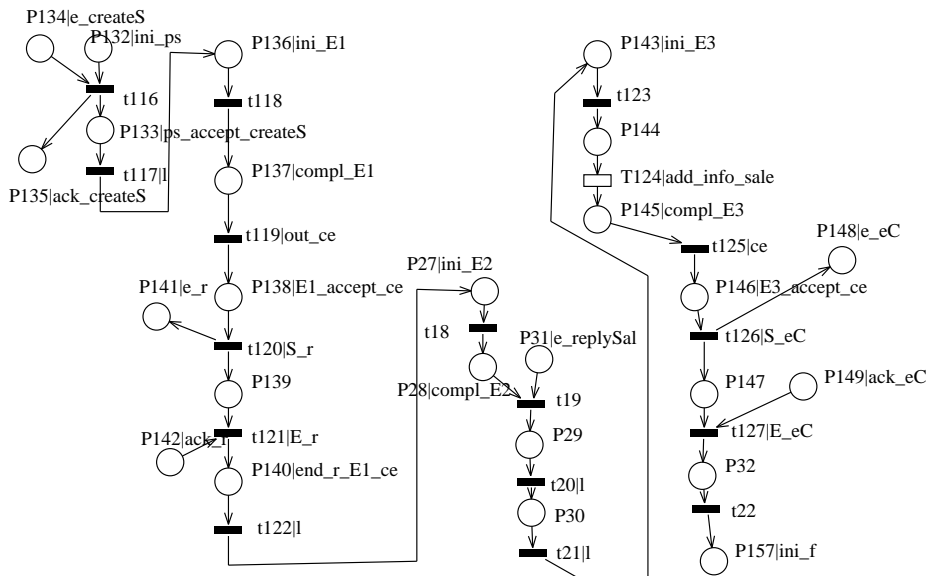 P134|e_createS
P132|ini_ps
t116
P133|ps_accept_createS
t117|l
P135|ack_createS
P136|ini_E1
t118
P137|compl_E1
t119|out_ce
P138|E1_accept_ce
P141|e_r
t120|S_r
P139
P142|ack_r
t121|E_r
P140|end_r_E1_ce
t122|l
P27|ini_E2
t18
P31|e_replySal
P28|compl_E2
t19
P29
t20|l
P30
t21|l
P143|ini_E3
t123
P144
T124|add_info_sale
P145|compl_E3
t125|ce
P148|e_eC
P146|E3_accept_ce
t126|S_eC
P147
P149|ack_eC
t127|E_eC
P32
t22
P157|ini_f